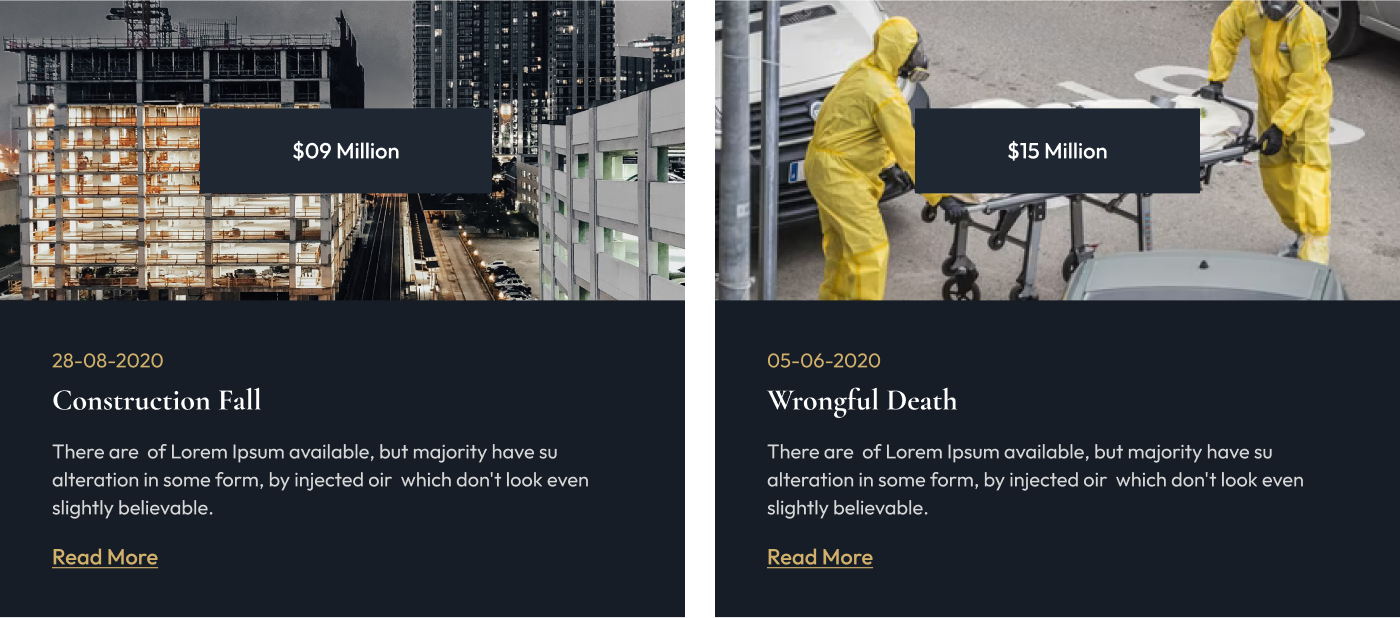 $09 Million
28-08-2020
Construction Fall
There are  of Lorem Ipsum available, but majority have su
alteration in some form, by injected oir  which don't look even
slightly believable.
Read More
$15 Million
05-06-2020
Wrongful Death
There are  of Lorem Ipsum available, but majority have su
alteration in some form, by injected oir  which don't look even
slightly believable.
Read More